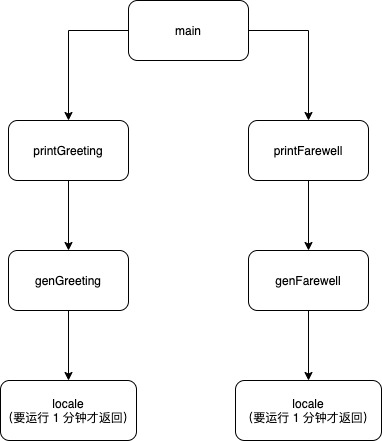 main
printGreeting
printFarewell
genGreeting
genFarewell
locale
（要运行 1 分钟才返回）
locale
（要运行 1 分钟才返回）